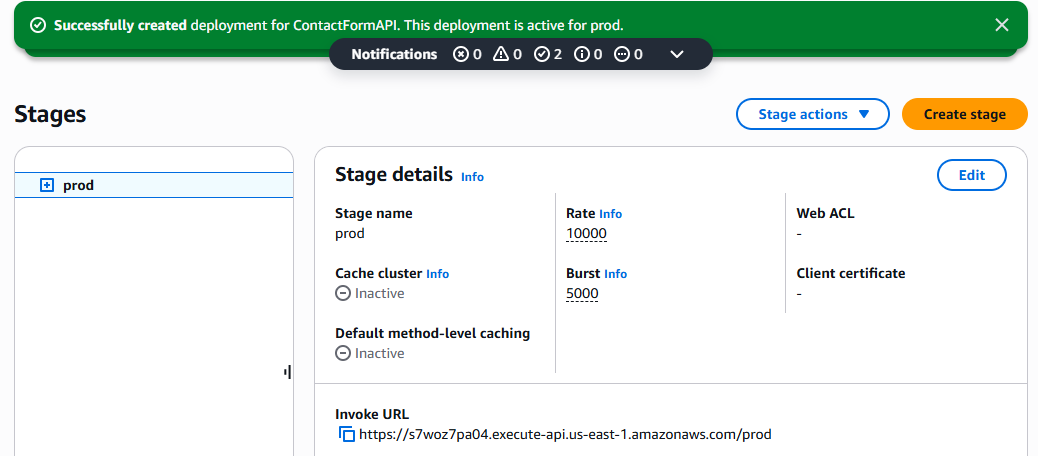 Successfully created deployment for ContactFormAPI. This deployment is active for prod.
Notifications 0 0 2 0 0
Stages
Stage actions
Create stage
prod
Stage details Info
Edit
Stage name
prod
Rate Info
10000
Web ACL
-
Cache cluster Info
Inactive
Burst Info
5000
Client certificate
-
Default method-level caching
Inactive
Invoke URL
https://s7woz7pa04.execute-api.us-east-1.amazonaws.com/prod